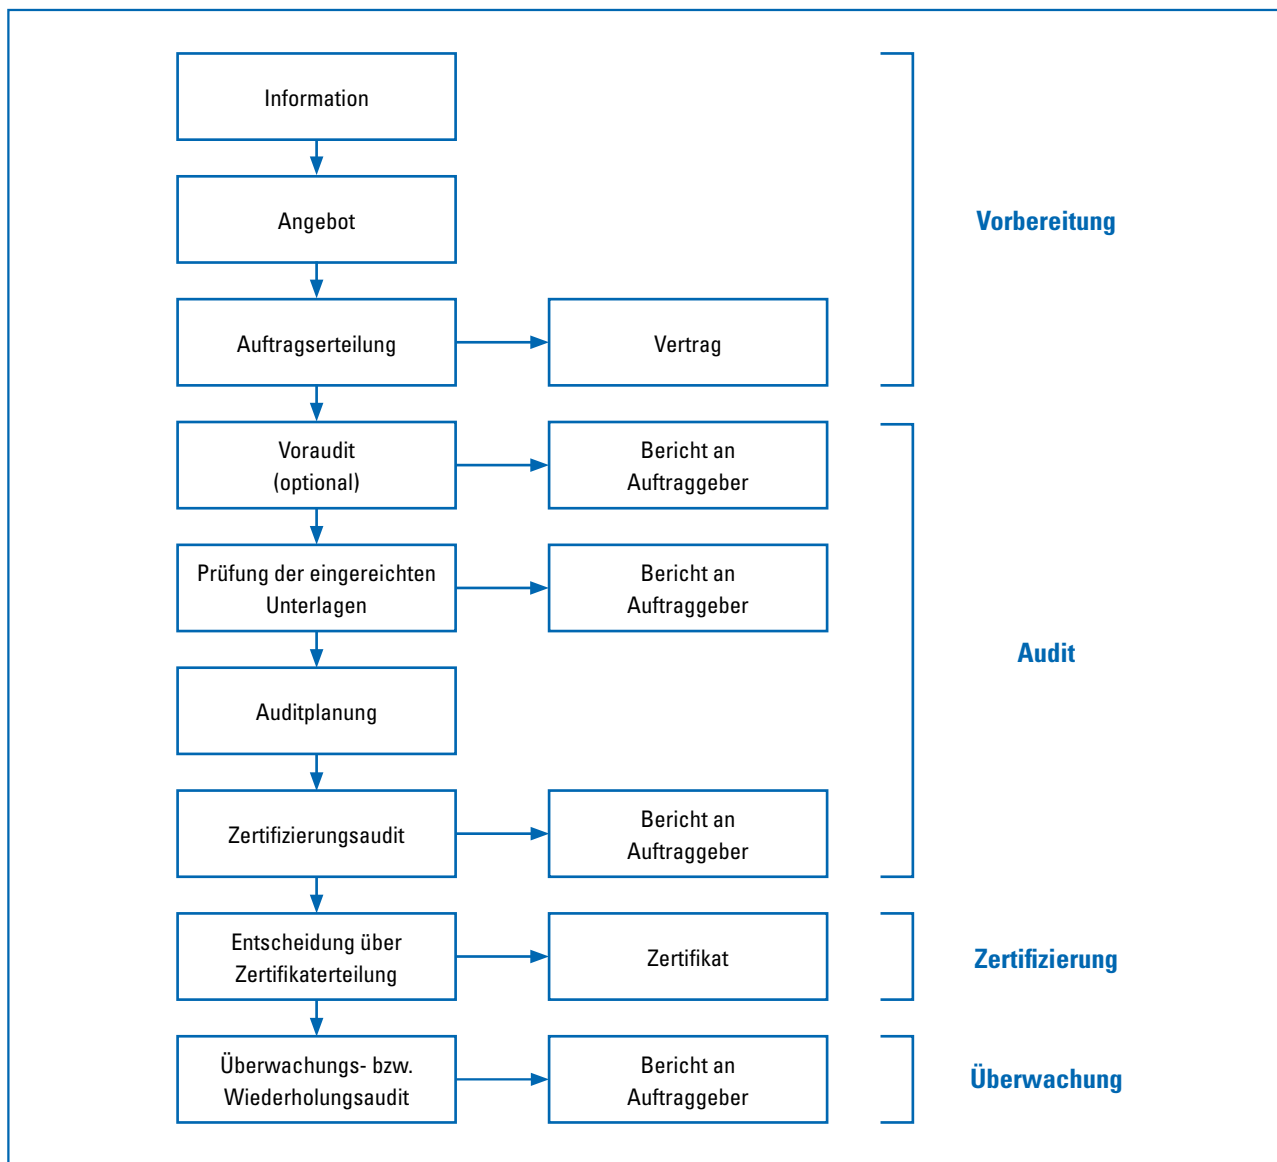 Information
Angebot
Vorbereitung
Auftragserteilung
Vertrag
Voraudit
(optional)
Bericht an
Auftraggeber
Prüfung der eingereichten
Unterlagen
Bericht an
Auftraggeber
Audit
Auditplanung
Zertifizierungsaudit
Bericht an
Auftraggeber
Entscheidung über
Zertifikaterteilung
Zertifikat
Zertifizierung
Überwachungs- bzw.
Wiederholungsaudit
Bericht an
Auftraggeber
Überwachung